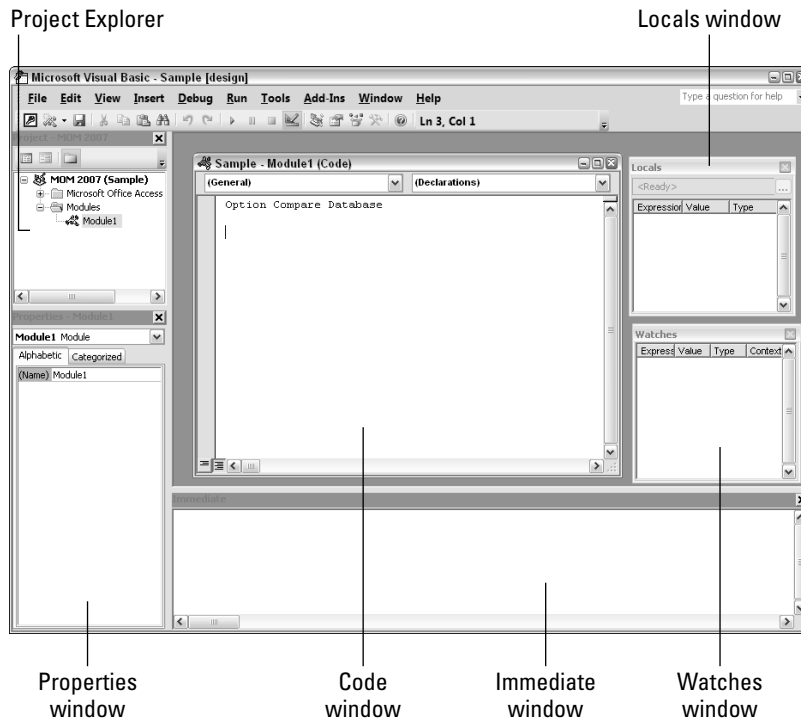 Project Explorer
Locals window
Microsoft Visual Basic - Sample [design]
File Edit View Insert Debug Run Tools Add-Ins Window Help
Type a question for help
Ln 3, Col 1
Project - MOM 2007
MOM 2007 (Sample)
Microsoft Office Access
Modules
Module1
Sample - Module1 (Code)
(General)
(Declarations)
Option Compare Database
Locals
<Ready>
...
Expression Value Type
Properties - Module1
Module1 Module
Alphabetic Categorized
(Name) Module1
Watches
Express Value Type Context
Immediate
Properties
window
Code
window
Immediate
window
Watches
window